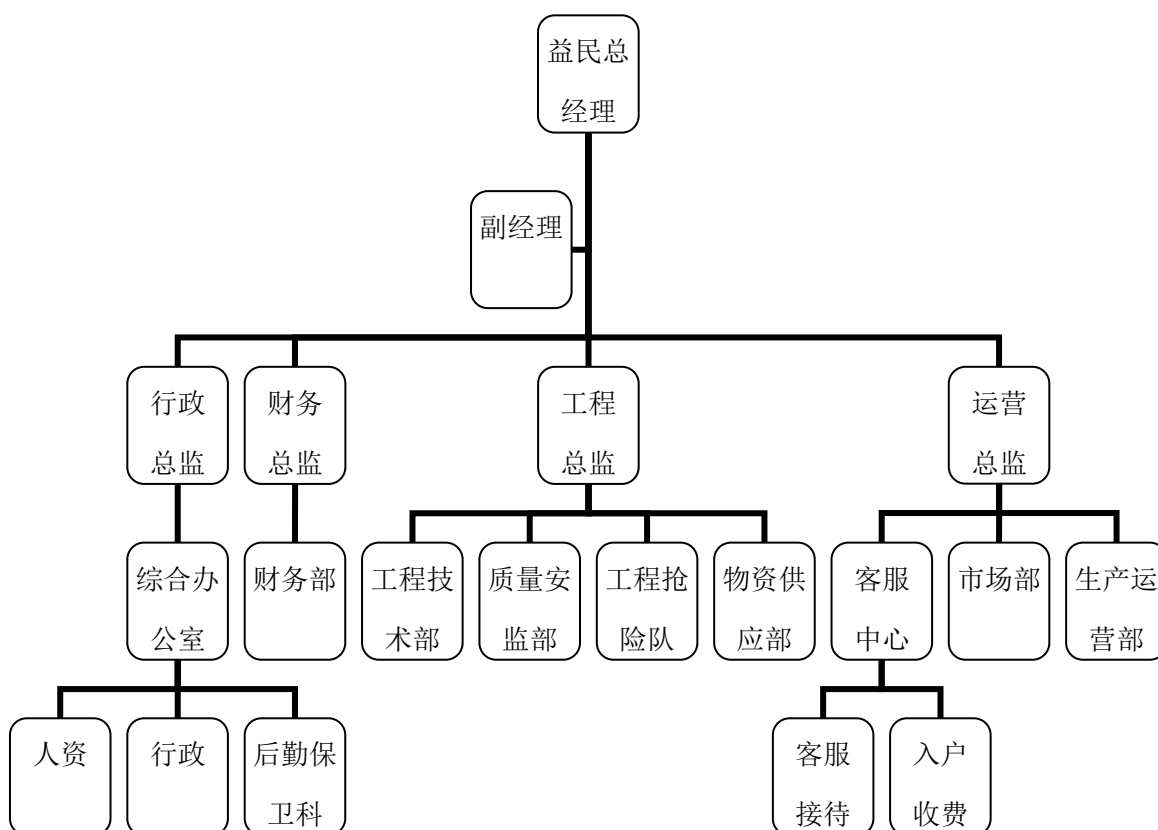 益民总
经理
副经理
行政
总监
财务
总监
工程
总监
运营
总监
综合办
公室
财务部
工程技
术部
质量安
监部
工程抢
险队
物资供
应部
客服
中心
市场部
生产运
营部
人资
行政
后勤保
卫科
客服
接待
入户
收费